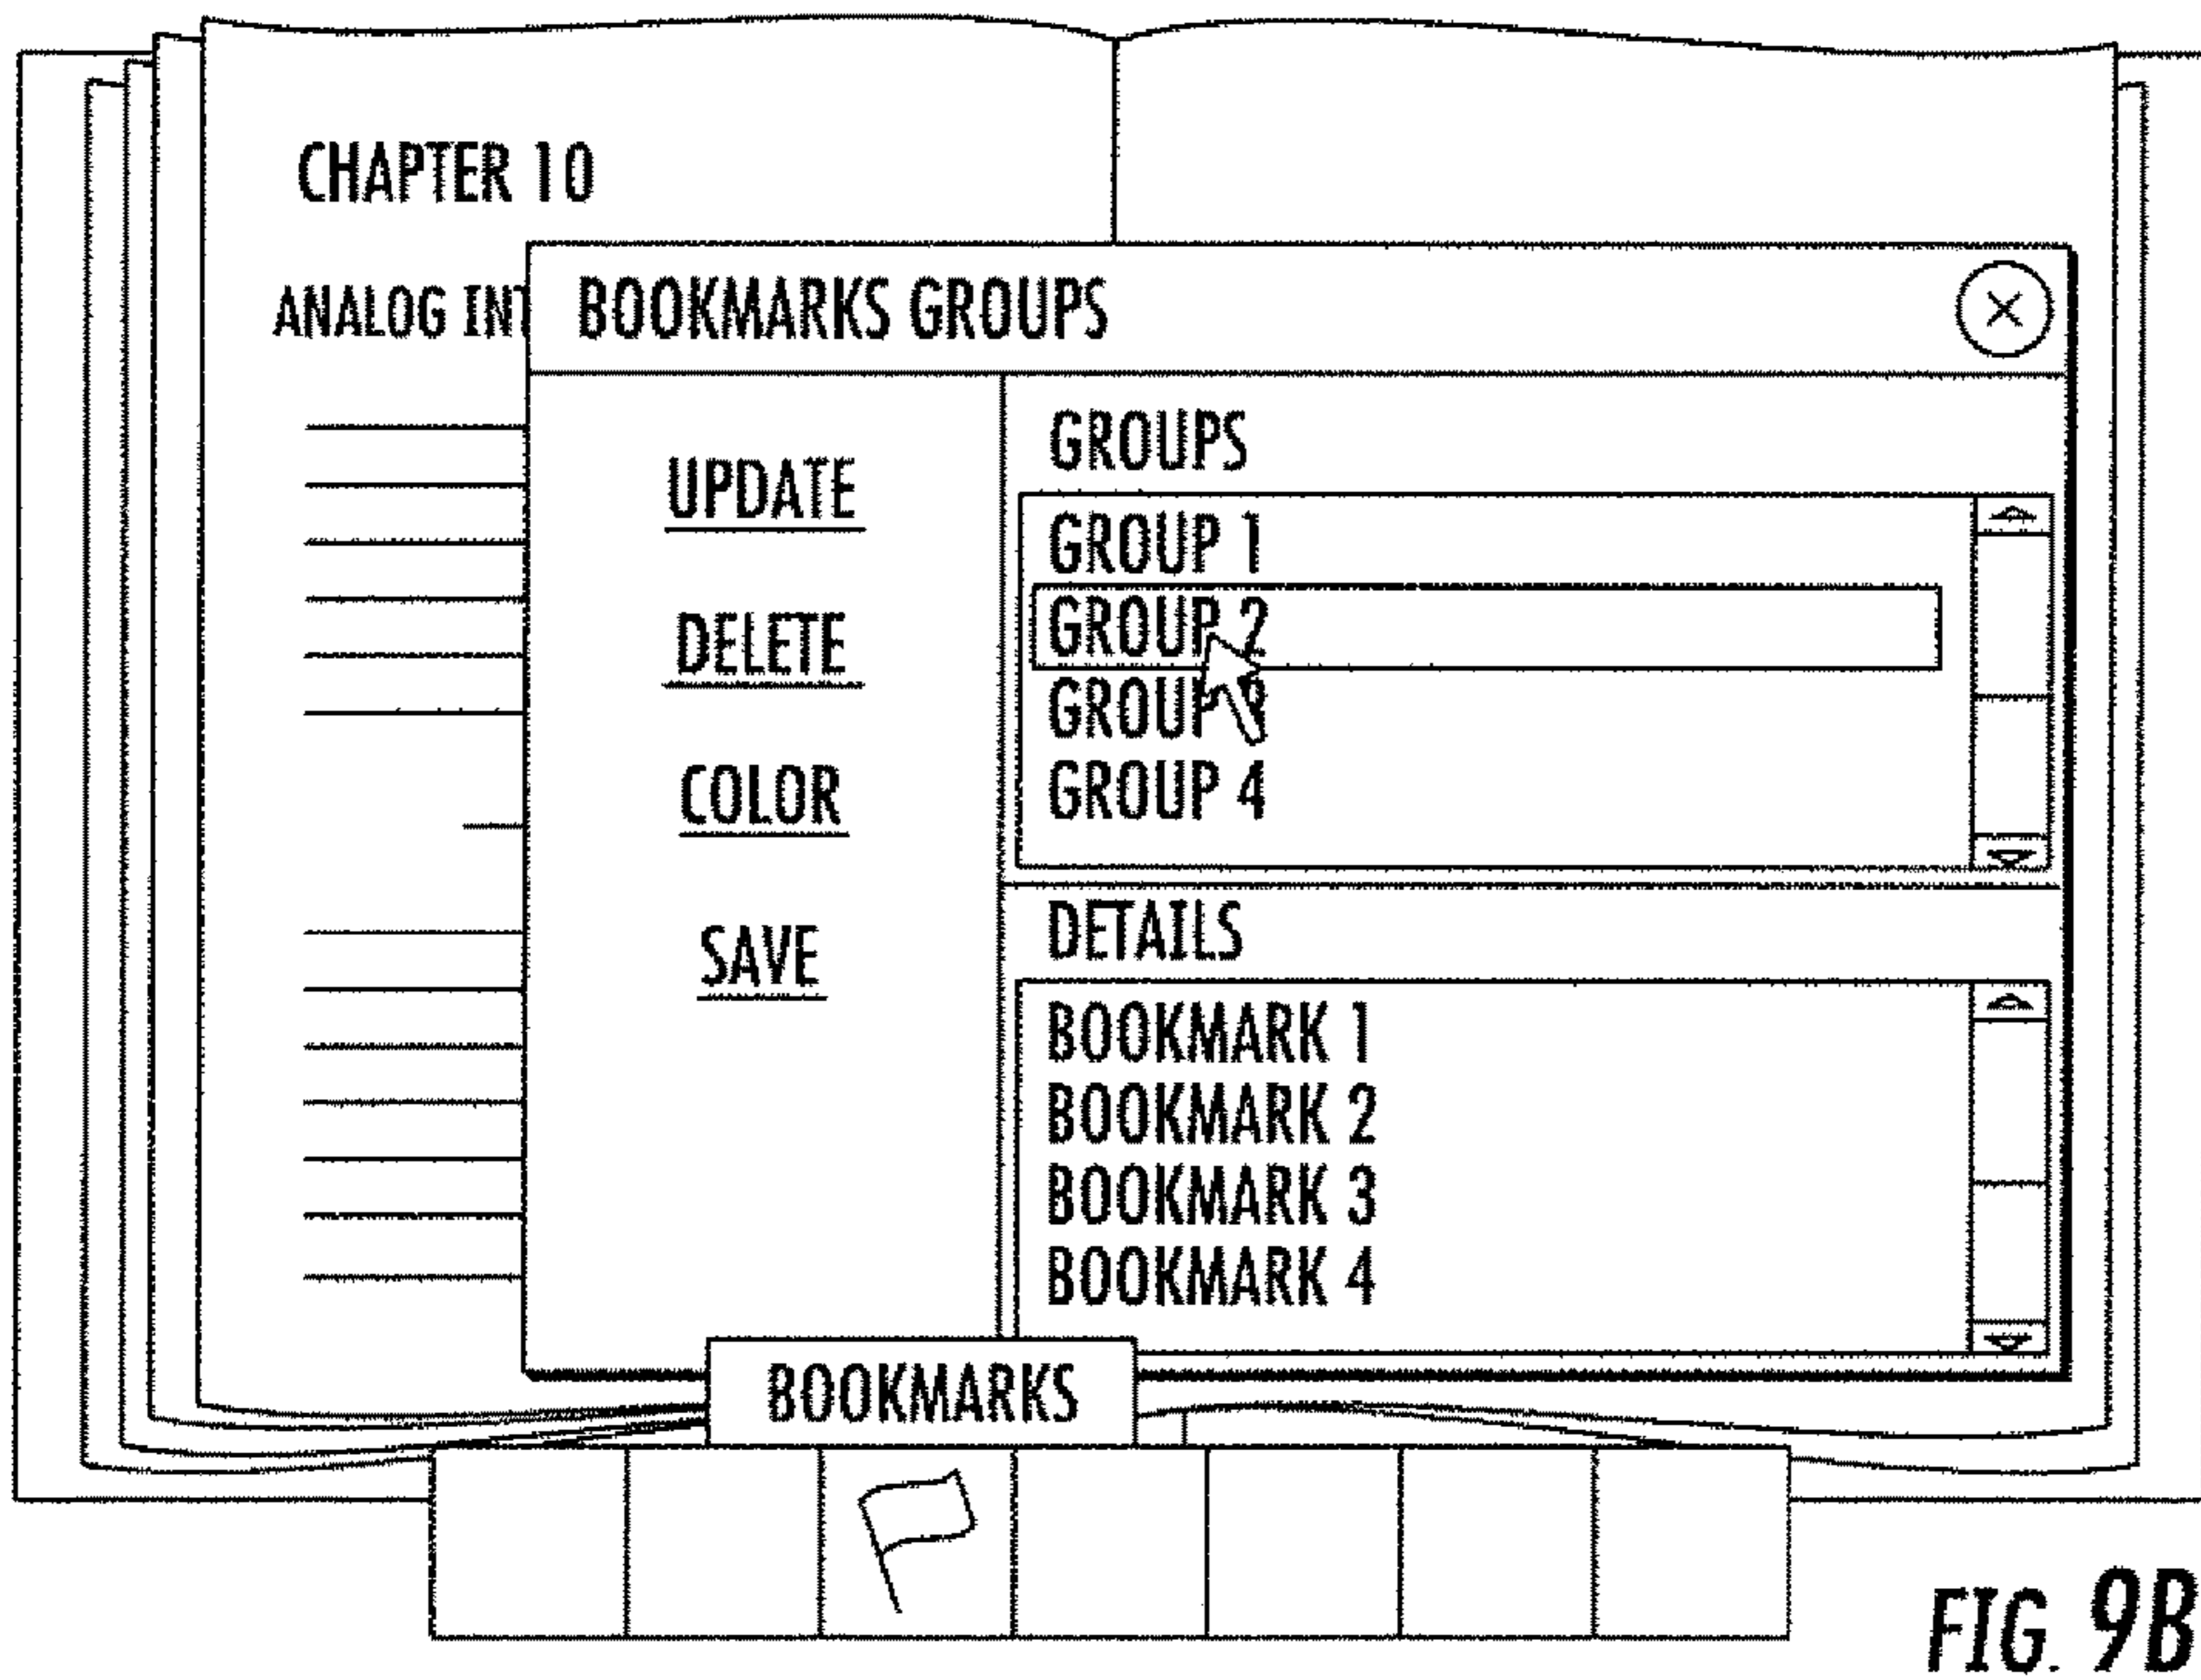 CHAPTER 10
ANALOG INT
BOOKMARKS GROUPS
UPDATE
DELETE
COLOR
SAVE
GROUPS
GROUP 1
GROUP 2
GROUP
GROUP 4
DETAILS
BOOKMARK 1
BOOKMARK 2
BOOKMARK 3
BOOKMARK 4
BOOKMARKS
FIG. 9B